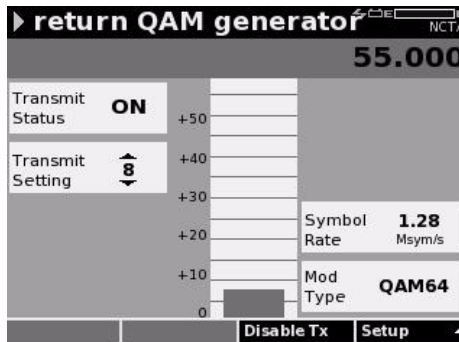 return QAM generator
NCT
55.000
Transmit
Status
ON
Transmit
Setting
8
+50
+40
+30
+20
+10
0
Symbol
Rate
1.28
Msym/s
Mod
Type
QAM64
Disable Tx
Setup